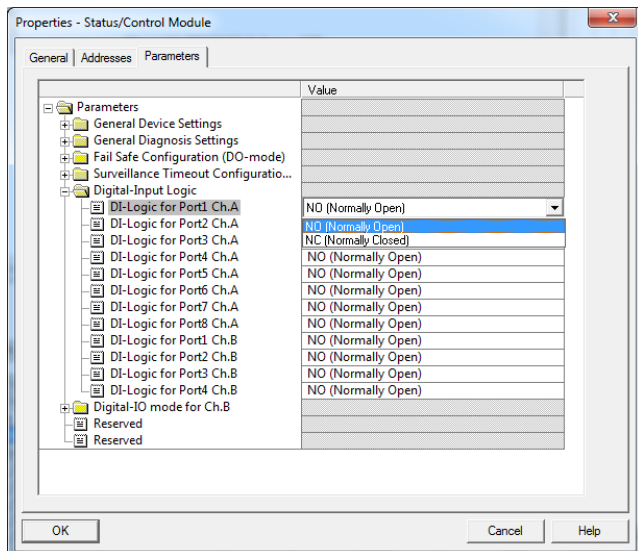 Properties - Status/Control Module
General Addresses Parameters
Value
Parameters
General Device Settings
General Diagnosis Settings
Fail Safe Configuration (DO-mode)
Surveillance Timeout Configuratio...
Digital-Input Logic
DI-Logic for Port1 Ch.A NO (Normally Open)
DI-Logic for Port2 Ch.A NO (Normally Open)
DI-Logic for Port3 Ch.A NC (Normally Closed)
DI-Logic for Port4 Ch.A NO (Normally Open)
DI-Logic for Port5 Ch.A NO (Normally Open)
DI-Logic for Port6 Ch.A NO (Normally Open)
DI-Logic for Port7 Ch.A NO (Normally Open)
DI-Logic for Port8 Ch.A NO (Normally Open)
DI-Logic for Port1 Ch.B NO (Normally Open)
DI-Logic for Port2 Ch.B NO (Normally Open)
DI-Logic for Port3 Ch.B NO (Normally Open)
DI-Logic for Port4 Ch.B NO (Normally Open)
Digital-IO mode for Ch.B
Reserved
Reserved
OK Cancel Help